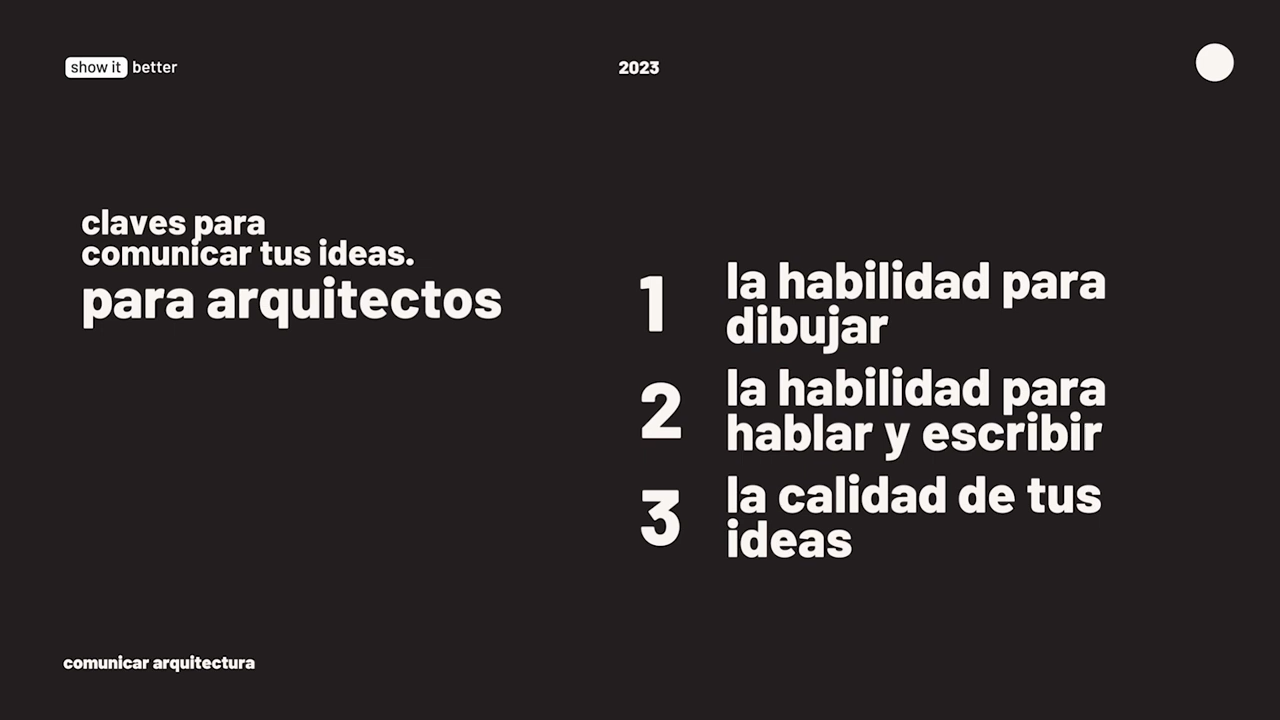 show it better
2023
claves para
comunicar tus ideas.
para arquitectos
1
la habilidad para
dibujar
2
la habilidad para
hablar y escribir
3
la calidad de tus
ideas
comunicar arquitectura